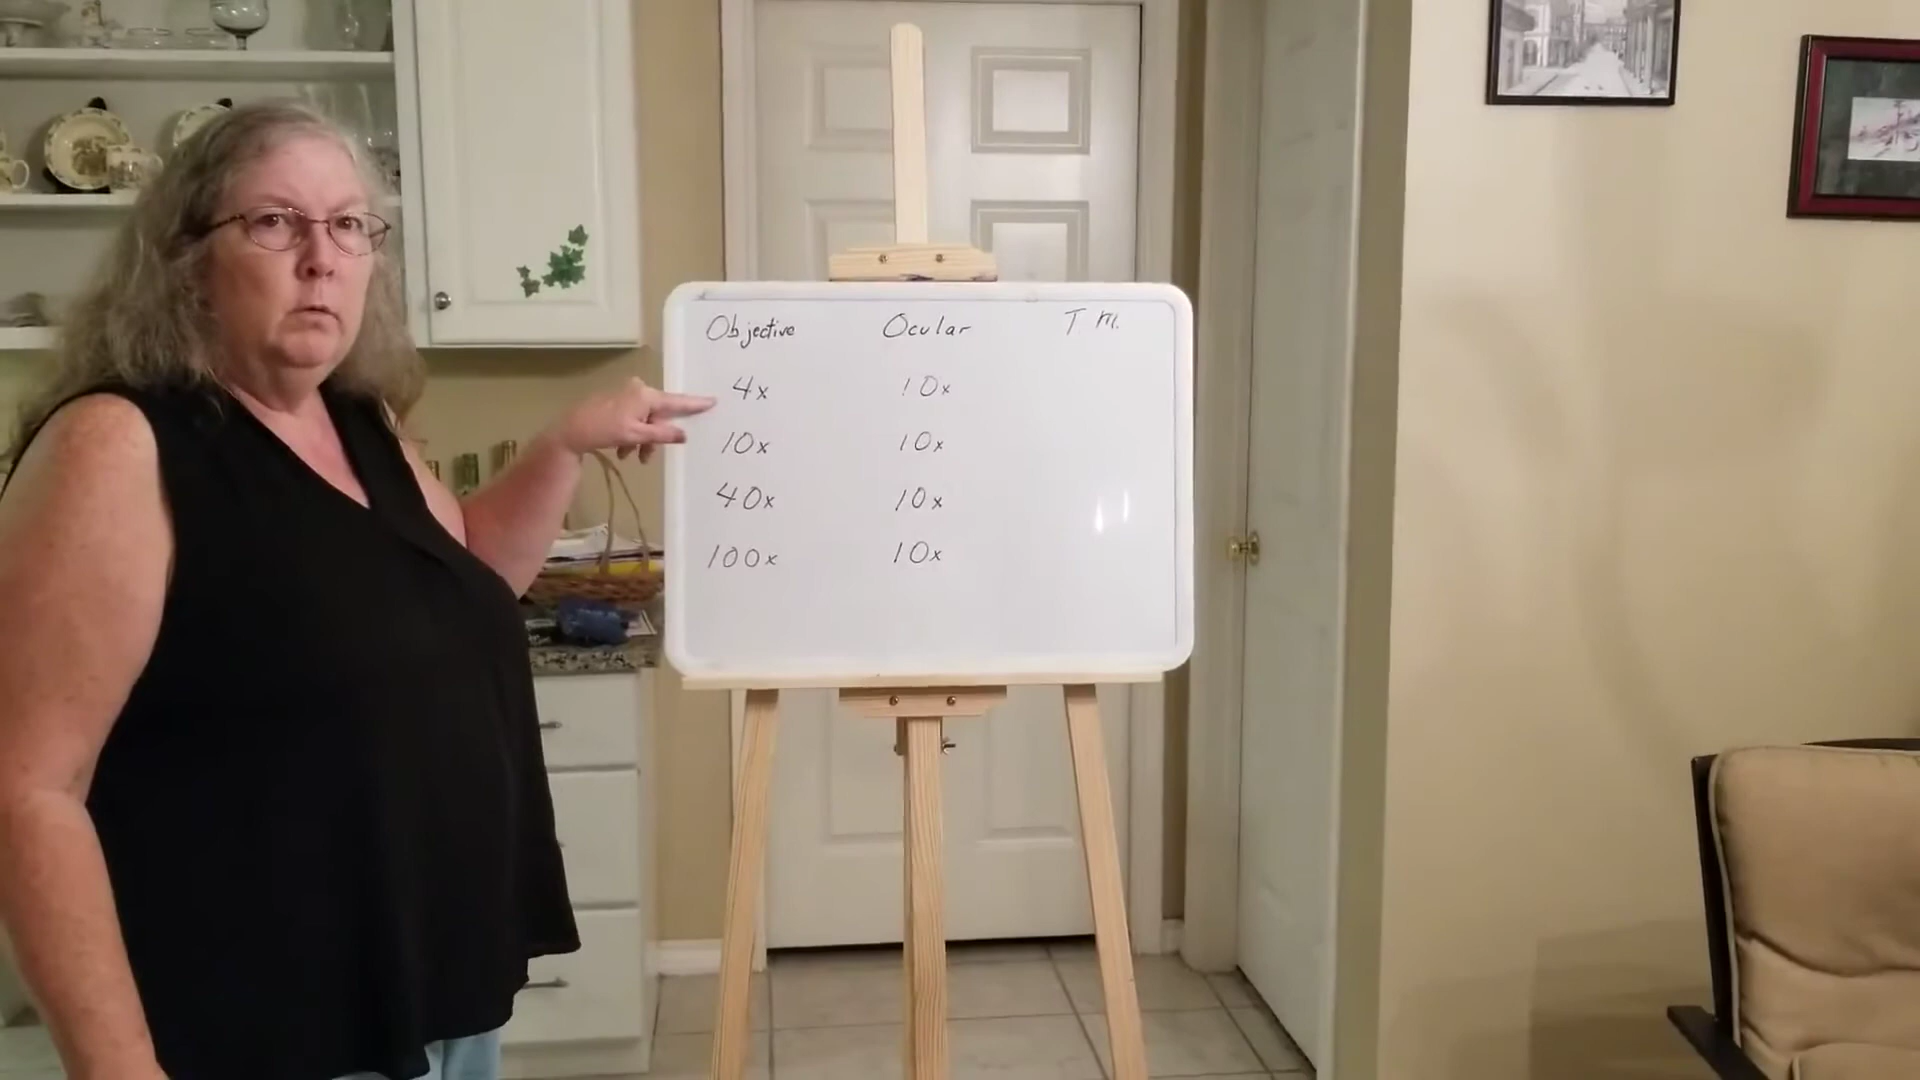 Objective Ocular T m.
4x 10x
10x 10x
40x 10x
100x 10x